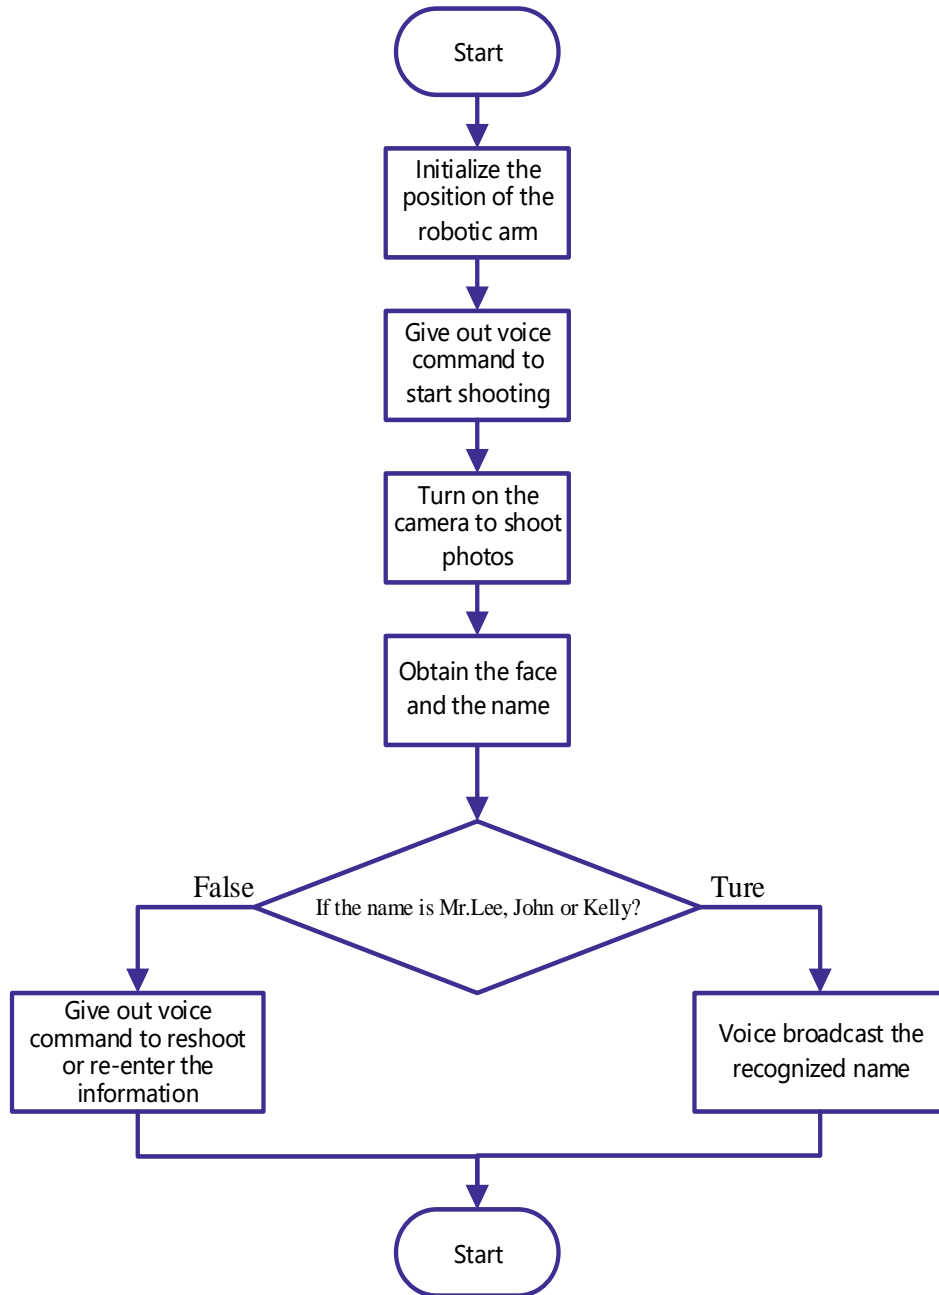 Start
Initialize the
position of the
robotic arm
Give out voice
command to
start shooting
Turn on the
camera to shoot
photos
Obtain the face
and the name
False
Ture
If the name is Mr.Lee, John or Kelly?
Give out voice
command to reshoot
or re-enter the
information
Voice broadcast the
recognized name
Start